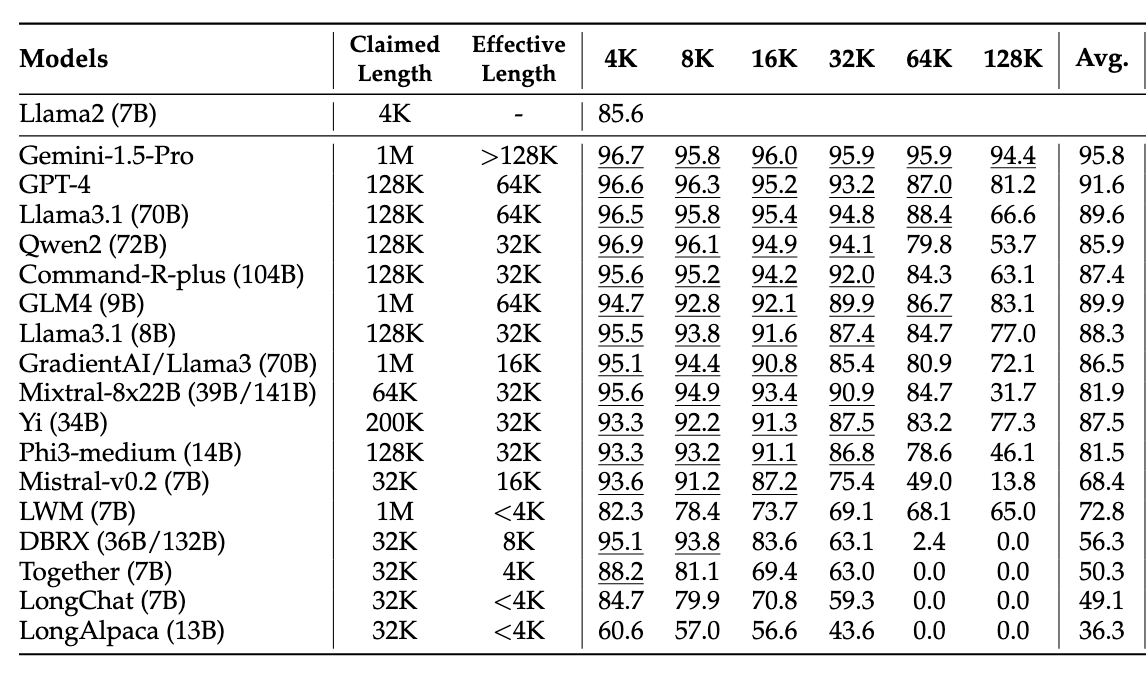 Models Claimed Length Effective Length 4K 8K 16K 32K 64K 128K Avg.
Llama2 (7B) 4K - 85.6
Gemini-1.5-Pro 1M >128K 96.7 95.8 96.0 95.9 95.9 94.4 95.8
GPT-4 128K 64K 96.6 96.3 95.2 93.2 87.0 81.2 91.6
Llama3.1 (70B) 128K 64K 96.5 95.8 95.4 94.8 88.4 66.6 89.6
Qwen2 (72B) 128K 32K 96.9 96.1 94.9 94.1 79.8 53.7 85.9
Command-R-plus (104B) 128K 32K 95.6 95.2 94.2 92.0 84.3 63.1 87.4
GLM4 (9B) 1M 64K 94.7 92.8 92.1 89.9 86.7 83.1 89.9
Llama3.1 (8B) 128K 32K 95.5 93.8 91.6 87.4 84.7 77.0 88.3
GradientAI/Llama3 (70B) 1M 16K 95.1 94.4 90.8 85.4 80.9 72.1 86.5
Mixtral-8x22B (39B/141B) 64K 32K 95.6 94.9 93.4 90.9 84.7 31.7 81.9
Yi (34B) 200K 32K 93.3 92.2 91.3 87.5 83.2 77.3 87.5
Phi3-medium (14B) 128K 32K 93.3 93.2 91.1 86.8 78.6 46.1 81.5
Mistral-v0.2 (7B) 32K 16K 93.6 91.2 87.2 75.4 49.0 13.8 68.4
LWM (7B) 1M <4K 82.3 78.4 73.7 69.1 68.1 65.0 72.8
DBRX (36B/132B) 32K 8K 95.1 93.8 83.6 63.1 2.4 0.0 56.3
Together (7B) 32K 4K 88.2 81.1 69.4 63.0 0.0 0.0 50.3
LongChat (7B) 32K <4K 84.7 79.9 70.8 59.3 0.0 0.0 49.1
LongAlpaca (13B) 32K <4K 60.6 57.0 56.6 43.6 0.0 0.0 36.3